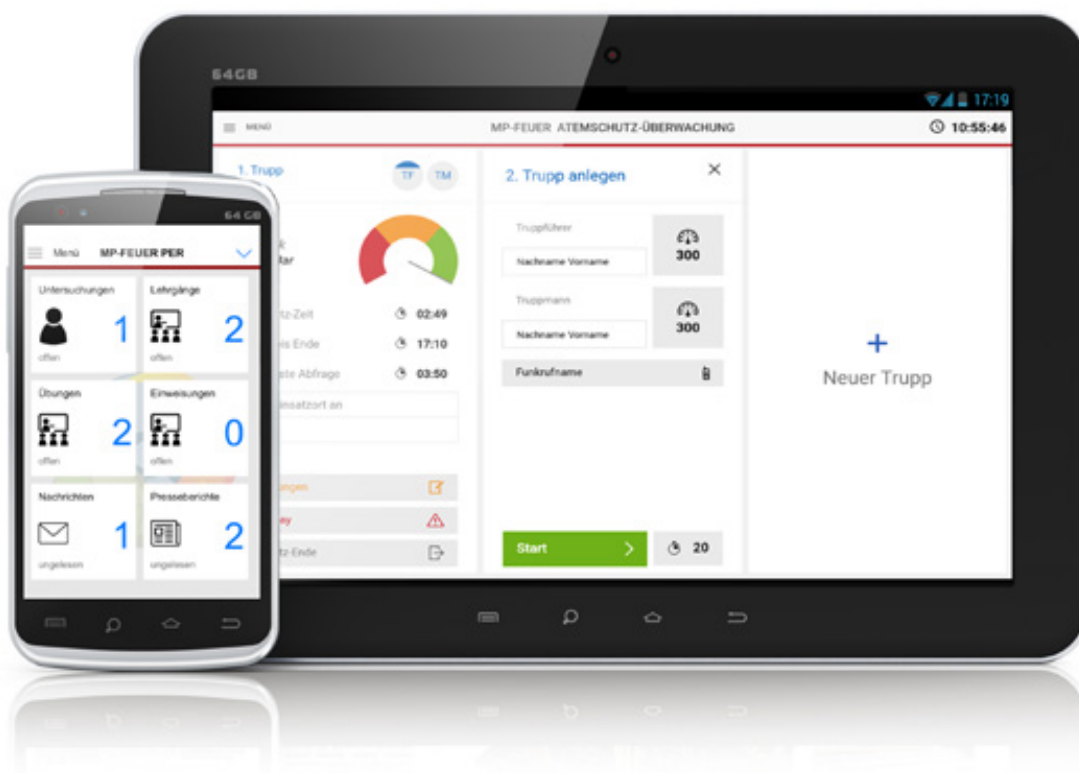 64GB
17:19
MENÜ
MP-FEUER ATEMSCHUTZ-ÜBERWACHUNG
10:55:46
1. Trupp
TF TM
02:49
17:10
03:50
2. Trupp anlegen
Truppführer
Nachname Vorname
300
Truppmann
Nachname Vorname
300
Funkrufname
Start
20
+
Neuer Trupp
64 GB
Menü
MP-FEUER PER
Untersuchungen
1
offen
Lehrgänge
2
offen
Übungen
2
offen
Einweisungen
0
offen
Nachrichten
1
ungelesen
Presseberichte
2
ungelesen